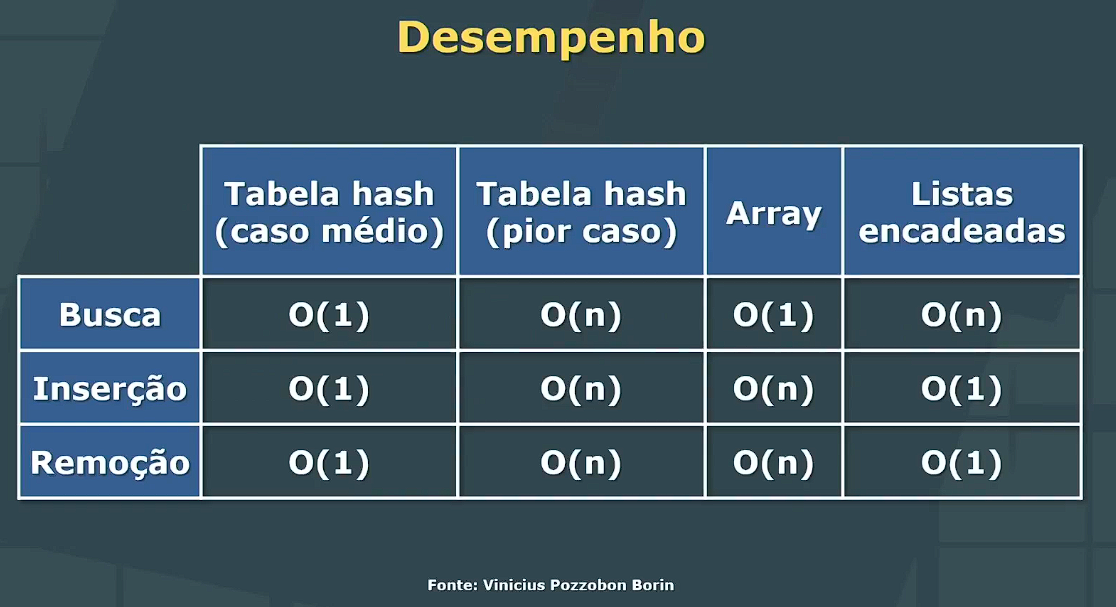 Desempenho
Tabela hash
(caso médio)
Tabela hash
(pior caso)
Array
Listas
encadeadas
Busca O(1) O(n) O(1) O(n)
Inserção O(1) O(n) O(n) O(1)
Remoção O(1) O(n) O(n) O(1)
Fonte: Vinicius Pozzobon Borin